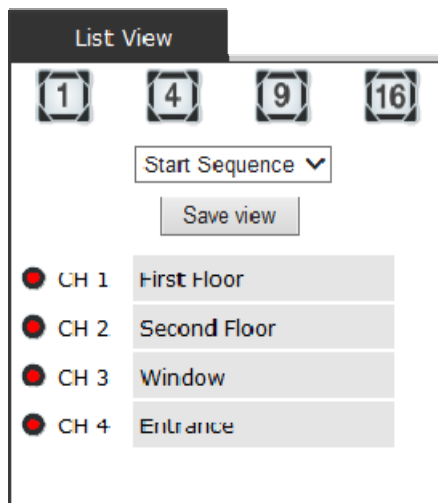 List View
1 4 9 16
Start Sequence
Save view
CH 1 First Floor
CH 2 Second Floor
CH 3 Window
CH 4 Entrance